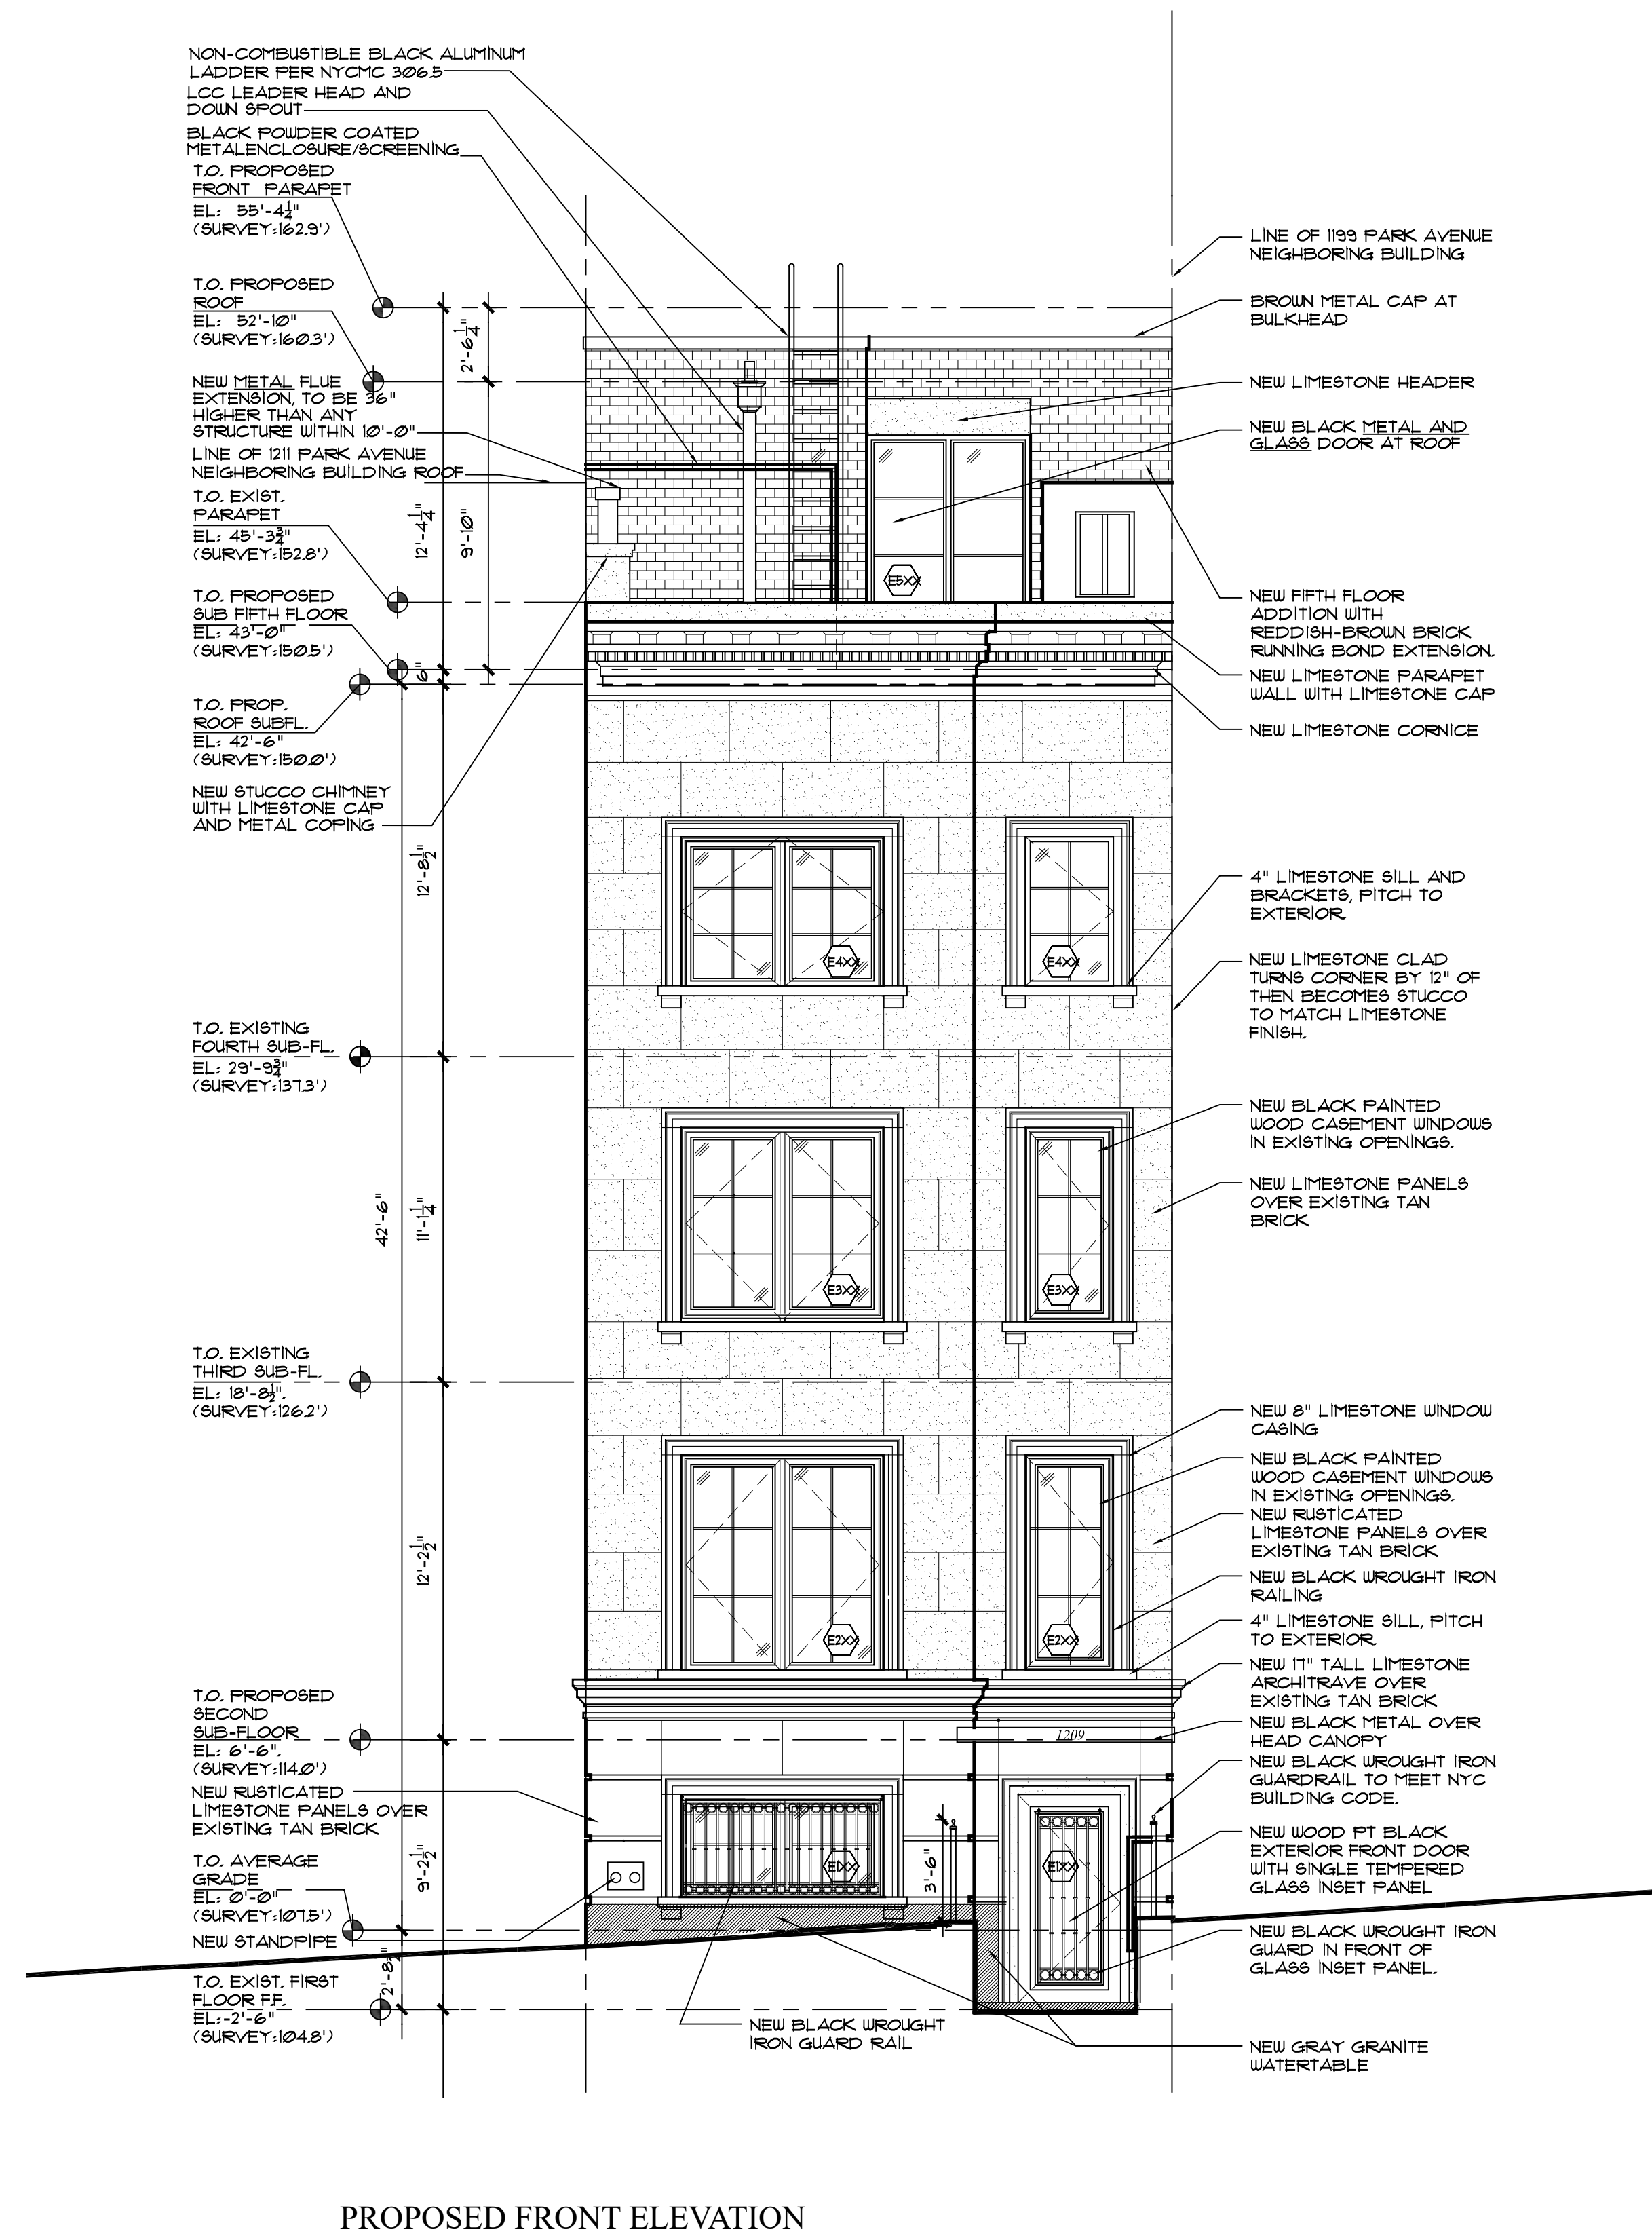 NON-COMBUSTIBLE BLACK ALUMINUM
LADDER PER NYCMC 306.5
LCC LEADER HEAD AND
DOWN SPOUT
BLACK POWDER COATED
METALENCLOSURE/SCREENING
T.O. PROPOSED
FRONT PARAPET
EL: 55'-4¼"
(SURVEY:162.9')
T.O. PROPOSED
ROOF
EL: 52'-10"
(SURVEY:160.3')
NEW METAL FLUE
EXTENSION, TO BE 36"
HIGHER THAN ANY
STRUCTURE WITHIN 10'-0"
LINE OF 1211 PARK AVENUE
NEIGHBORING BUILDING ROOF
T.O. EXIST.
PARAPET
EL: 45'-3¾"
(SURVEY:152.8')
T.O. PROPOSED
SUB FIFTH FLOOR
EL: 43'-0"
(SURVEY:150.5')
T.O. PROP.
ROOF SUBFL.
EL: 42'-6"
(SURVEY:150.0')
NEW STUCCO CHIMNEY
WITH LIMESTONE CAP
AND METAL COPING
T.O. EXISTING
FOURTH SUB-FL.
EL: 29'-9¾"
(SURVEY:137.3')
T.O. EXISTING
THIRD SUB-FL.
EL: 18'-8½".
(SURVEY:126.2')
T.O. PROPOSED
SECOND
SUB-FLOOR
EL: 6'-6".
(SURVEY:114.0')
NEW RUSTICATED
LIMESTONE PANELS OVER
EXISTING TAN BRICK
T.O. AVERAGE
GRADE
EL: 0'-0"
(SURVEY:107.5')
NEW STANDPIPE
T.O. EXIST. FIRST
FLOOR F.F.
EL:-2'-6"
(SURVEY:104.8')
2'-6¼"
12'-4¼"
9'-10"
6"
12'-8½"
42'-6"
11'-1¼"
12'-2½"
9'-2½"
2'-8½"
3'-6"
E5XX
E4XX
E4XX
E3XX
E3XX
E2XX
E2XX
1209
E1XX
E1XX
LINE OF 1199 PARK AVENUE
NEIGHBORING BUILDING
BROWN METAL CAP AT
BULKHEAD
NEW LIMESTONE HEADER
NEW BLACK METAL AND
GLASS DOOR AT ROOF
NEW FIFTH FLOOR
ADDITION WITH
REDDISH-BROWN BRICK
RUNNING BOND EXTENSION.
NEW LIMESTONE PARAPET
WALL WITH LIMESTONE CAP
NEW LIMESTONE CORNICE
4" LIMESTONE SILL AND
BRACKETS, PITCH TO
EXTERIOR.
NEW LIMESTONE CLAD
TURNS CORNER BY 12" OF
THEN BECOMES STUCCO
TO MATCH LIMESTONE
FINISH.
NEW BLACK PAINTED
WOOD CASEMENT WINDOWS
IN EXISTING OPENINGS.
NEW LIMESTONE PANELS
OVER EXISTING TAN
BRICK
NEW 8" LIMESTONE WINDOW
CASING
NEW BLACK PAINTED
WOOD CASEMENT WINDOWS
IN EXISTING OPENINGS.
NEW RUSTICATED
LIMESTONE PANELS OVER
EXISTING TAN BRICK
NEW BLACK WROUGHT IRON
RAILING
4" LIMESTONE SILL, PITCH
TO EXTERIOR.
NEW 17" TALL LIMESTONE
ARCHITRAVE OVER
EXISTING TAN BRICK
NEW BLACK METAL OVER
HEAD CANOPY
NEW BLACK WROUGHT IRON
GUARDRAIL TO MEET NYC
BUILDING CODE.
NEW WOOD PT BLACK
EXTERIOR FRONT DOOR
WITH SINGLE TEMPERED
GLASS INSET PANEL
NEW BLACK WROUGHT IRON
GUARD IN FRONT OF
GLASS INSET PANEL.
NEW BLACK WROUGHT
IRON GUARD RAIL
NEW GRAY GRANITE
WATERTABLE
PROPOSED FRONT ELEVATION